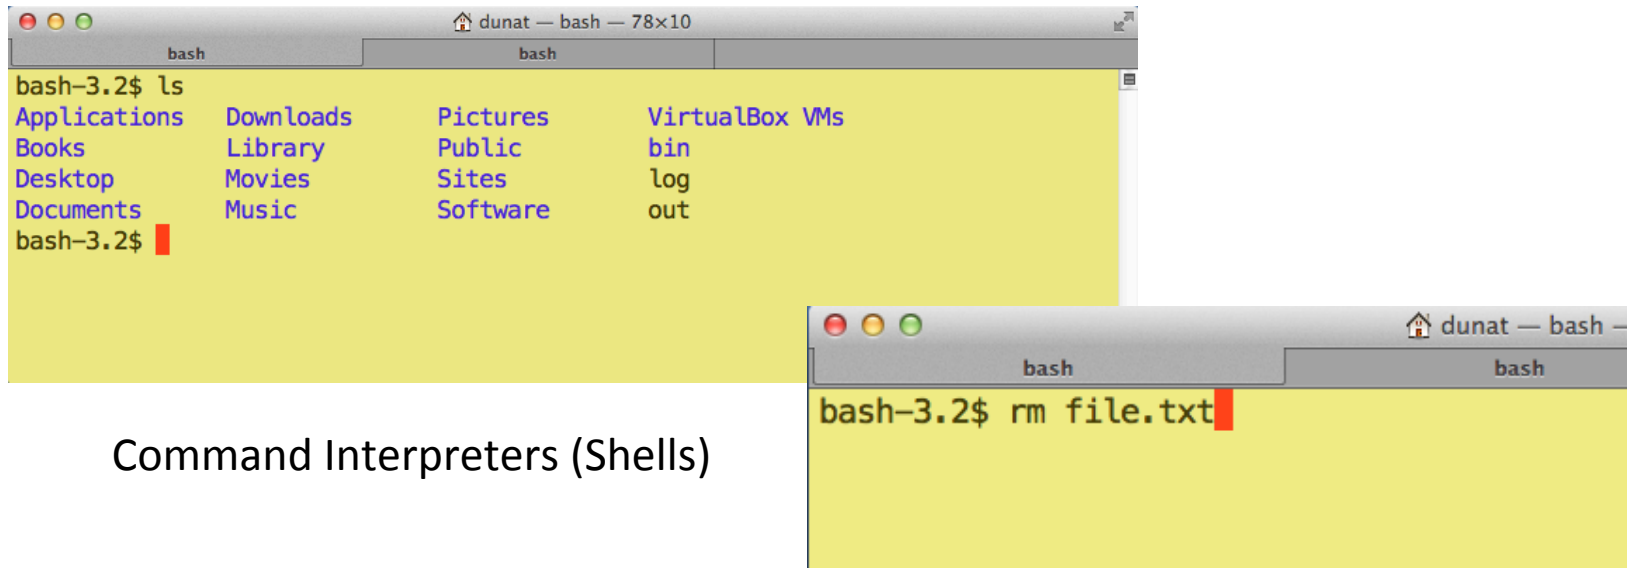 dunat — bash — 78×10
bash bash
bash-3.2$ ls
Applications Downloads Pictures VirtualBox VMs
Books Library Public bin
Desktop Movies Sites log
Documents Music Software out
bash-3.2$
dunat — bash —
bash bash
bash-3.2$ rm file.txt
Command Interpreters (Shells)